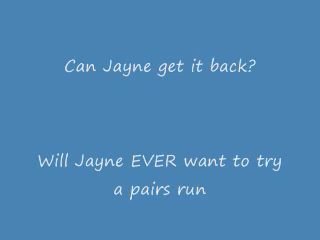 Can Jayne get it back?
Will Jayne EVER want to try
a pairs run